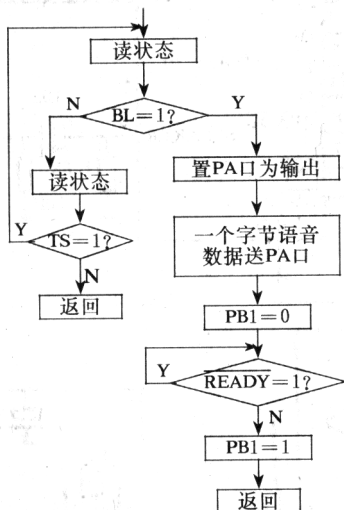 读状态
BL=1?
N
Y
读状态
置PA口为输出
TS=1?
Y
N
一个字节语音
数据送PA口
返回
PB1=0
READY=1?
Y
N
PB1=1
返回